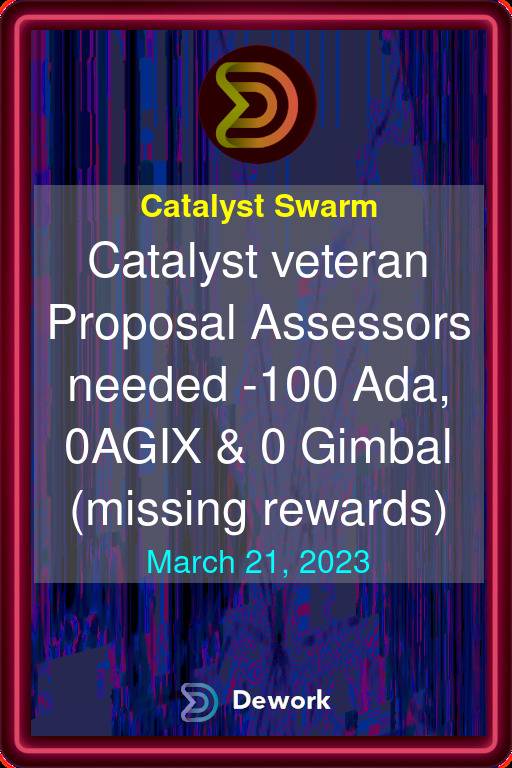 Catalyst Swarm
Catalyst veteran
Proposal Assessors
needed -100 Ada,
0AGIX & 0 Gimbal
(missing rewards)
March 21, 2023
Dework